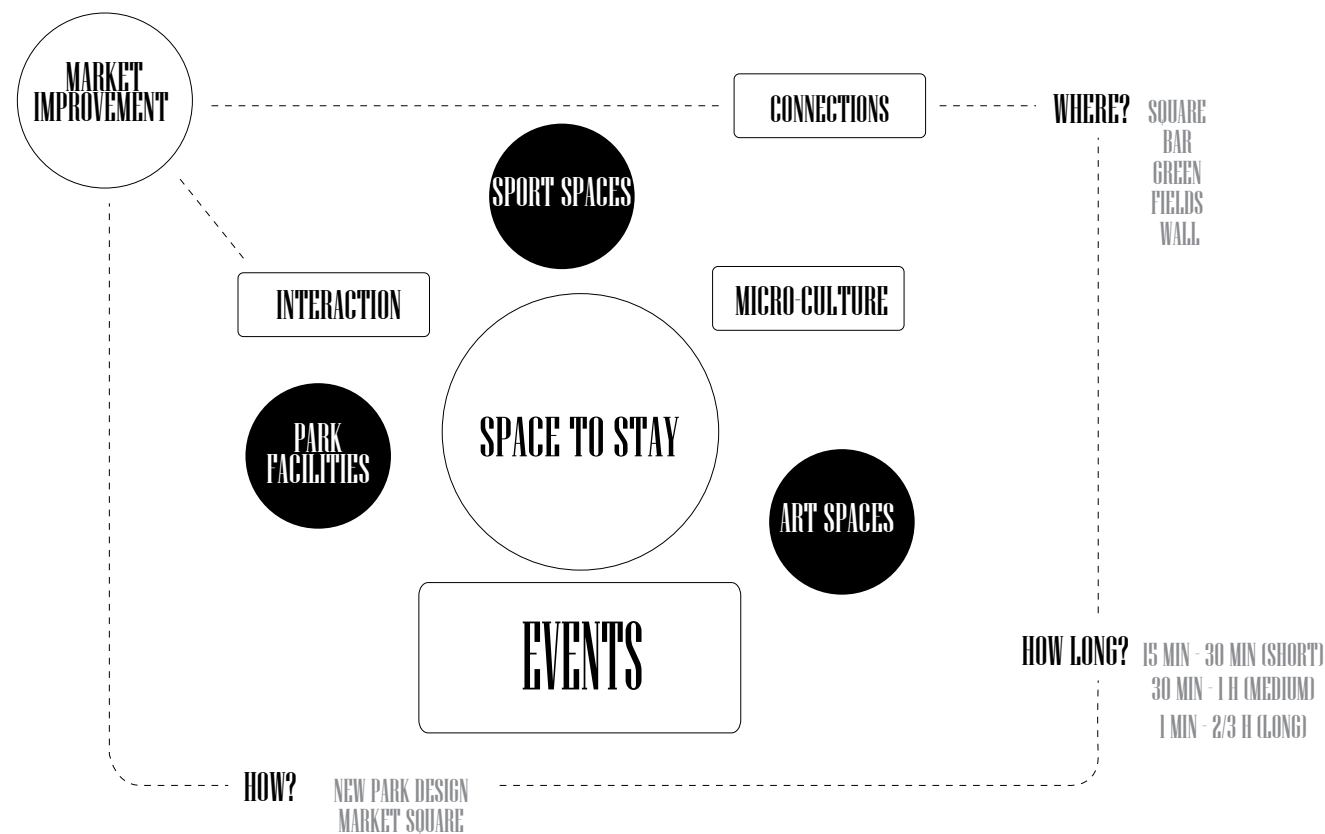 MARKET
IMPROVEMENT
CONNECTIONS
WHERE?
SQUARE
BAR
GREEN
FIELDS
WALL
SPORT SPACES
INTERACTION
MICRO-CULTURE
SPACE TO STAY
PARK
FACILITIES
ART SPACES
EVENTS
HOW LONG?
15 MIN - 30 MIN (SHORT)
30 MIN - 1 H (MEDIUM)
1 MIN - 2/3 H (LONG)
HOW?
NEW PARK DESIGN
MARKET SQUARE